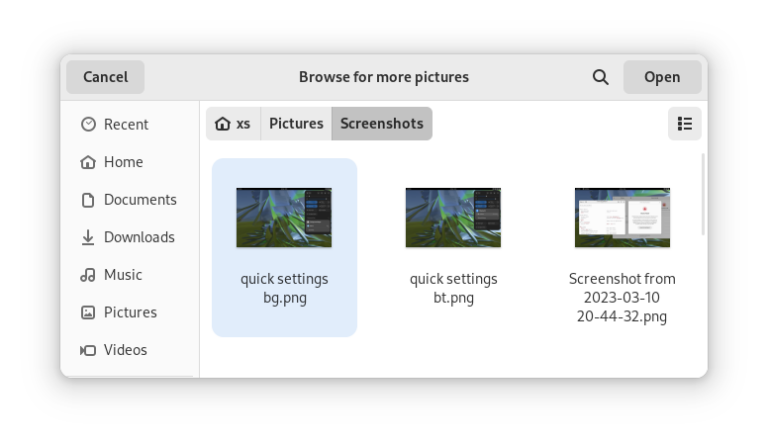 Cancel
Browse for more pictures
Open
Recent
Home
Documents
Downloads
Music
Pictures
Videos
xs
Pictures
Screenshots
quick settings
bg.png
quick settings
bt.png
Screenshot from
2023-03-10
20-44-32.png